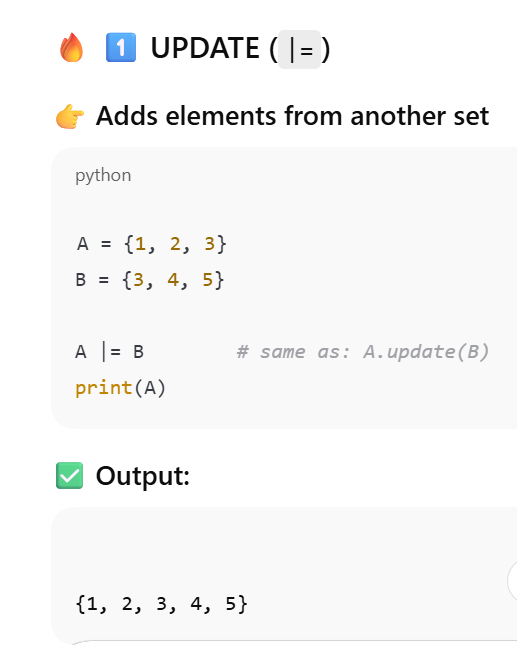 🔥 1️⃣ UPDATE (|=)
👉 Adds elements from another set
python
A = {1, 2, 3}
B = {3, 4, 5}
A |= B        # same as: A.update(B)
print(A)
✅ Output:
{1, 2, 3, 4, 5}